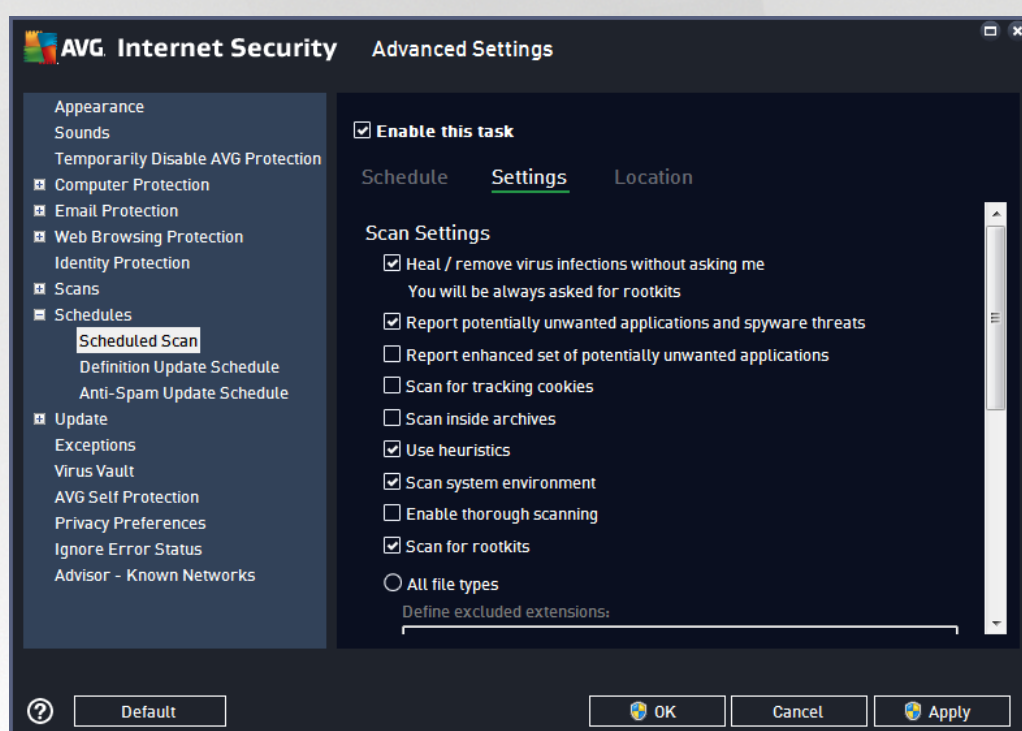 AVG. Internet Security Advanced Settings
Appearance
Sounds
Temporarily Disable AVG Protection
Computer Protection
Email Protection
Web Browsing Protection
Identity Protection
Scans
Schedules
Scheduled Scan
Definition Update Schedule
Anti-Spam Update Schedule
Update
Exceptions
Virus Vault
AVG Self Protection
Privacy Preferences
Ignore Error Status
Advisor - Known Networks
Enable this task
Schedule Settings Location
Scan Settings
Heal / remove virus infections without asking me
You will be always asked for rootkits
Report potentially unwanted applications and spyware threats
Report enhanced set of potentially unwanted applications
Scan for tracking cookies
Scan inside archives
Use heuristics
Scan system environment
Enable thorough scanning
Scan for rootkits
All file types
Define excluded extensions:
? Default OK Cancel Apply